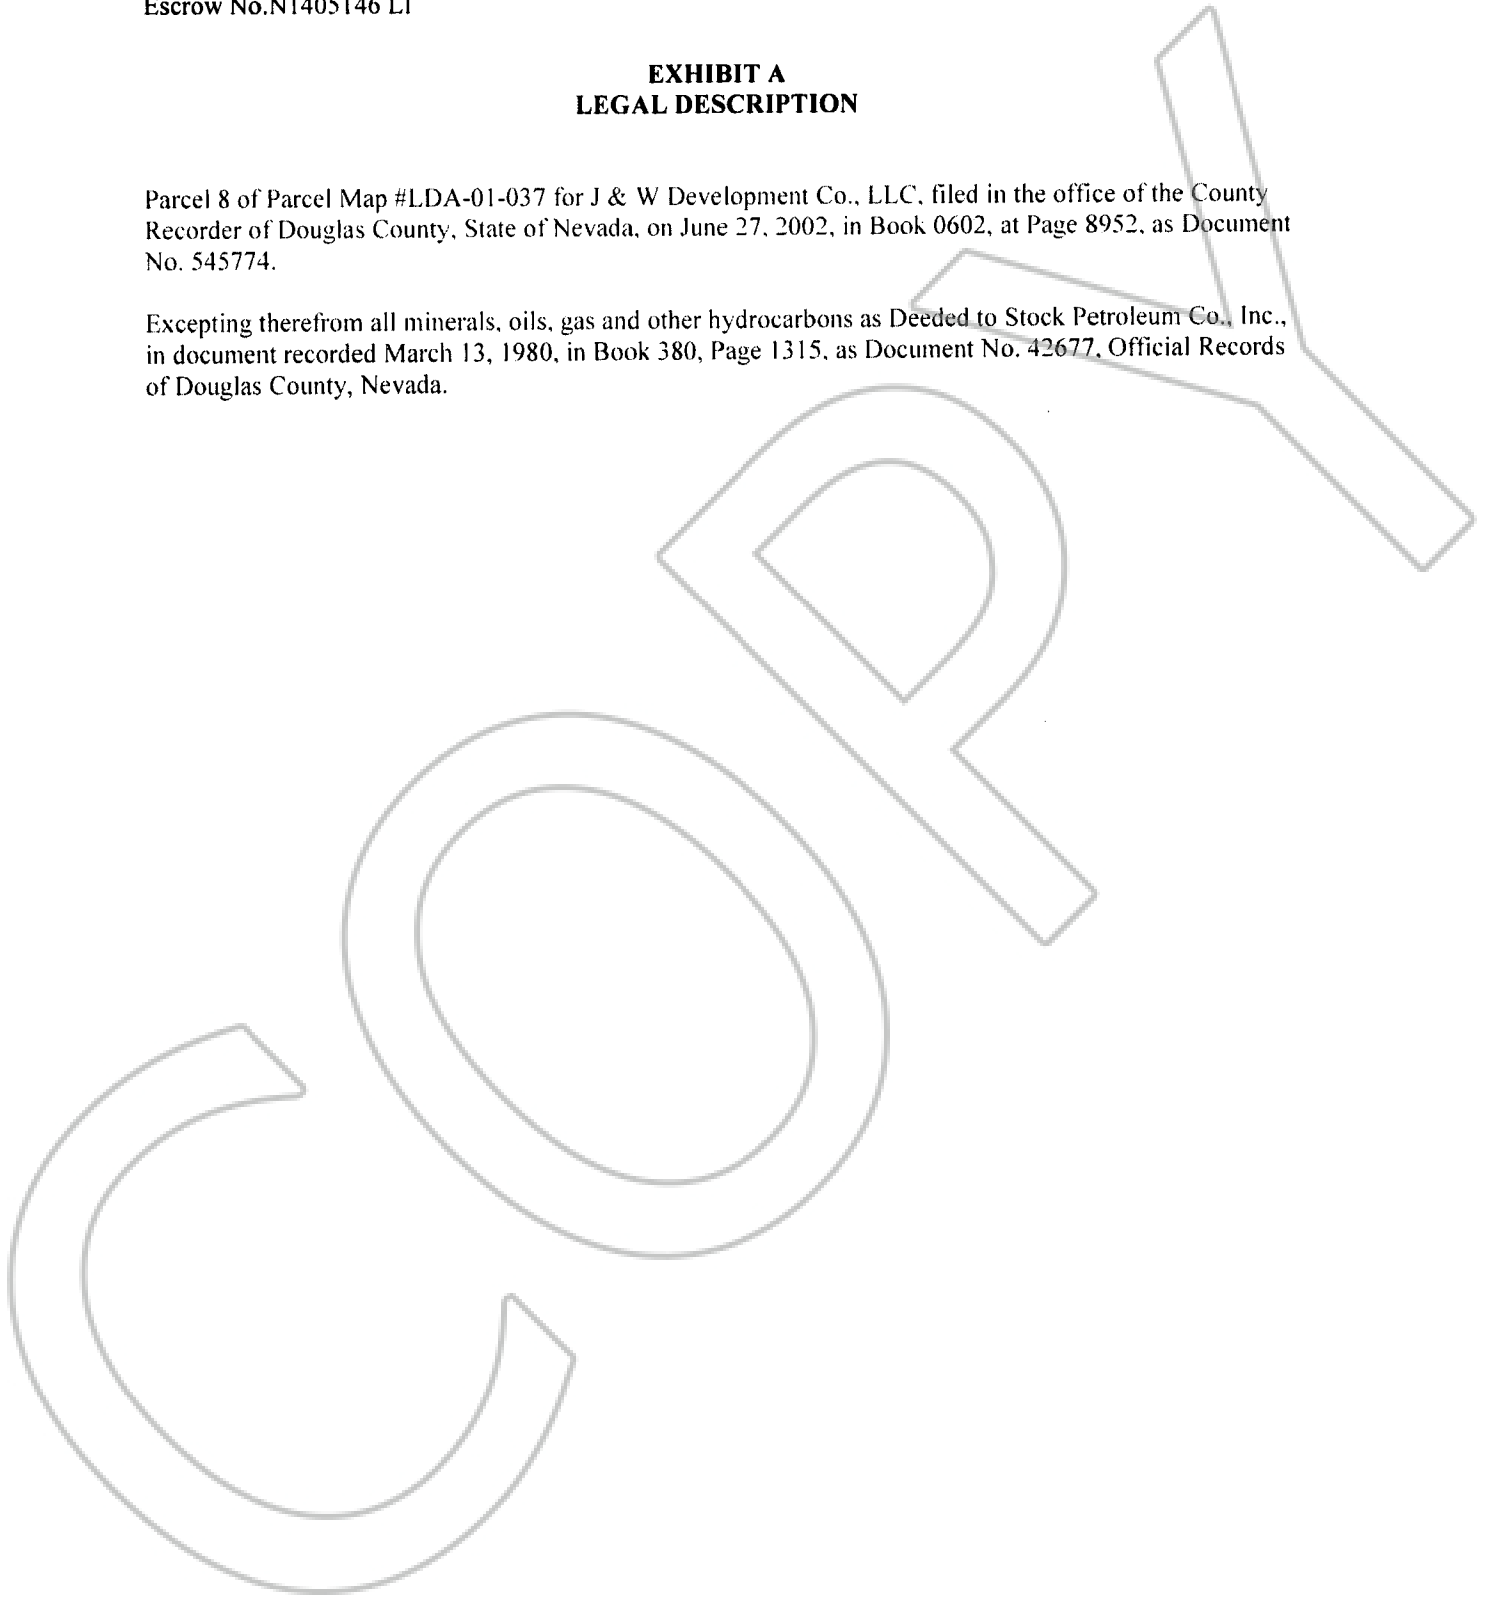 Escrow No.N1405146 LI
EXHIBIT A
LEGAL DESCRIPTION
Parcel 8 of Parcel Map #LDA-01-037 for J & W Development Co., LLC, filed in the office of the County
Recorder of Douglas County, State of Nevada, on June 27, 2002, in Book 0602, at Page 8952, as Document
No. 545774.
Excepting therefrom all minerals, oils, gas and other hydrocarbons as Deeded to Stock Petroleum Co., Inc.,
in document recorded March 13, 1980, in Book 380, Page 1315, as Document No. 42677, Official Records
of Douglas County, Nevada.
COPY